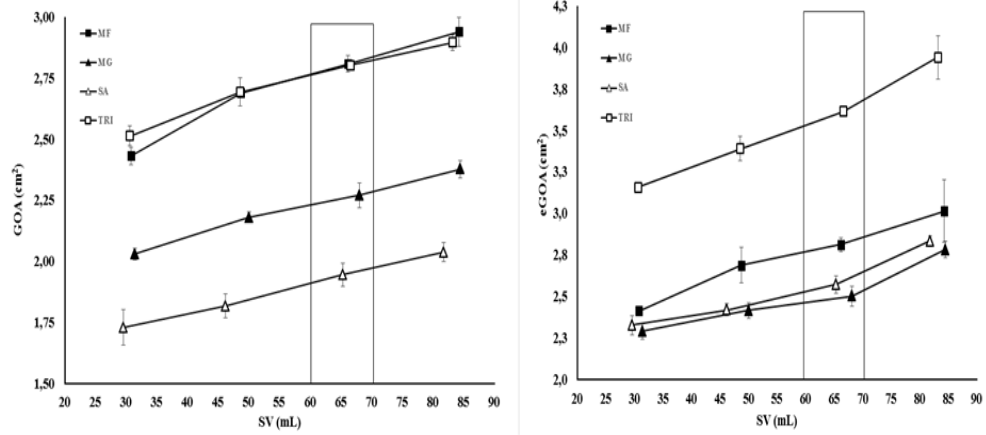 3,00
2,75
2,50
2,25
2,00
1,75
1,50
GOA (cm²)
MF
MG
SA
TRI
20 25 30 35 40 45 50 55 60 65 70 75 80 85 90
SV (mL)
4,3
4,0
3,8
3,5
3,3
3,0
2,8
2,5
2,3
2,0
eGOA (cm²)
MF
MG
SA
TRI
20 25 30 35 40 45 50 55 60 65 70 75 80 85 90
SV (mL)